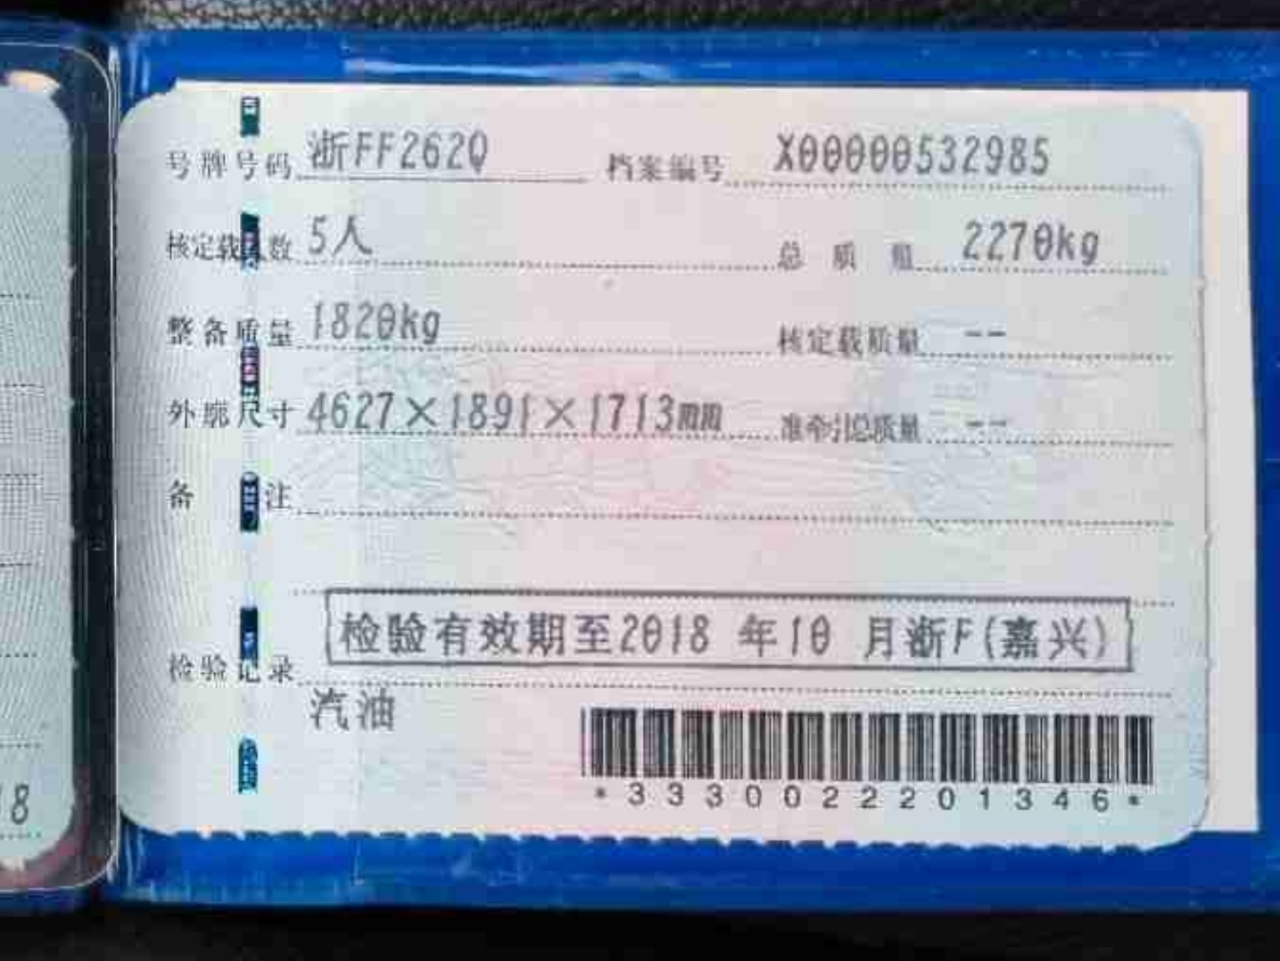 号牌号码 浙FF262Q 档案编号 X00000532985
核定载人数 5人 总质量 2270kg
整备质量 1820kg 核定载质量 --
外廓尺寸 4627×1891×1713mm 准牵引总质量 --
备注
检验有效期至2018 年10 月浙F(嘉兴)
检验记录
汽油
*3330022201346*
8